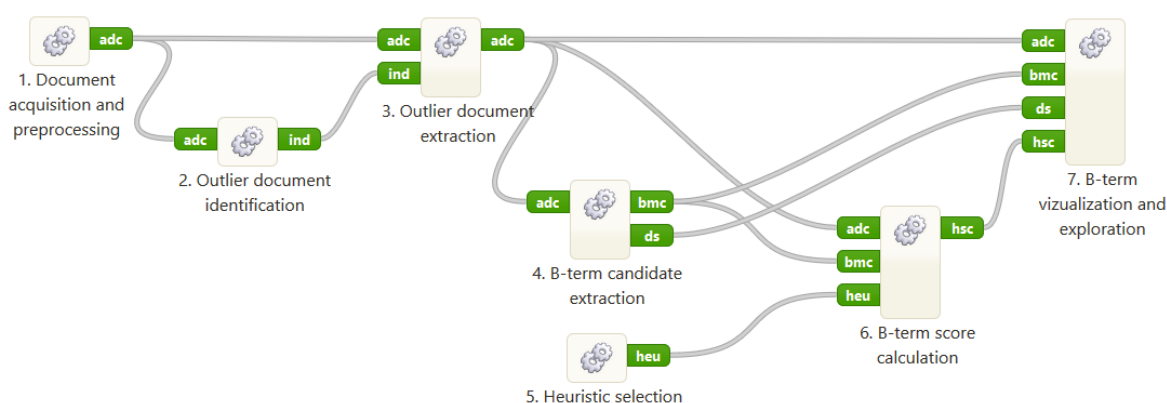 adc
1. Document
acquisition and
preprocessing
adc
ind
2. Outlier document
identification
adc
ind
adc
3. Outlier document
extraction
adc
bmc
ds
4. B-term candidate
extraction
heu
5. Heuristic selection
adc
bmc
heu
hsc
6. B-term score
calculation
adc
bmc
ds
hsc
7. B-term
vizualization and
exploration